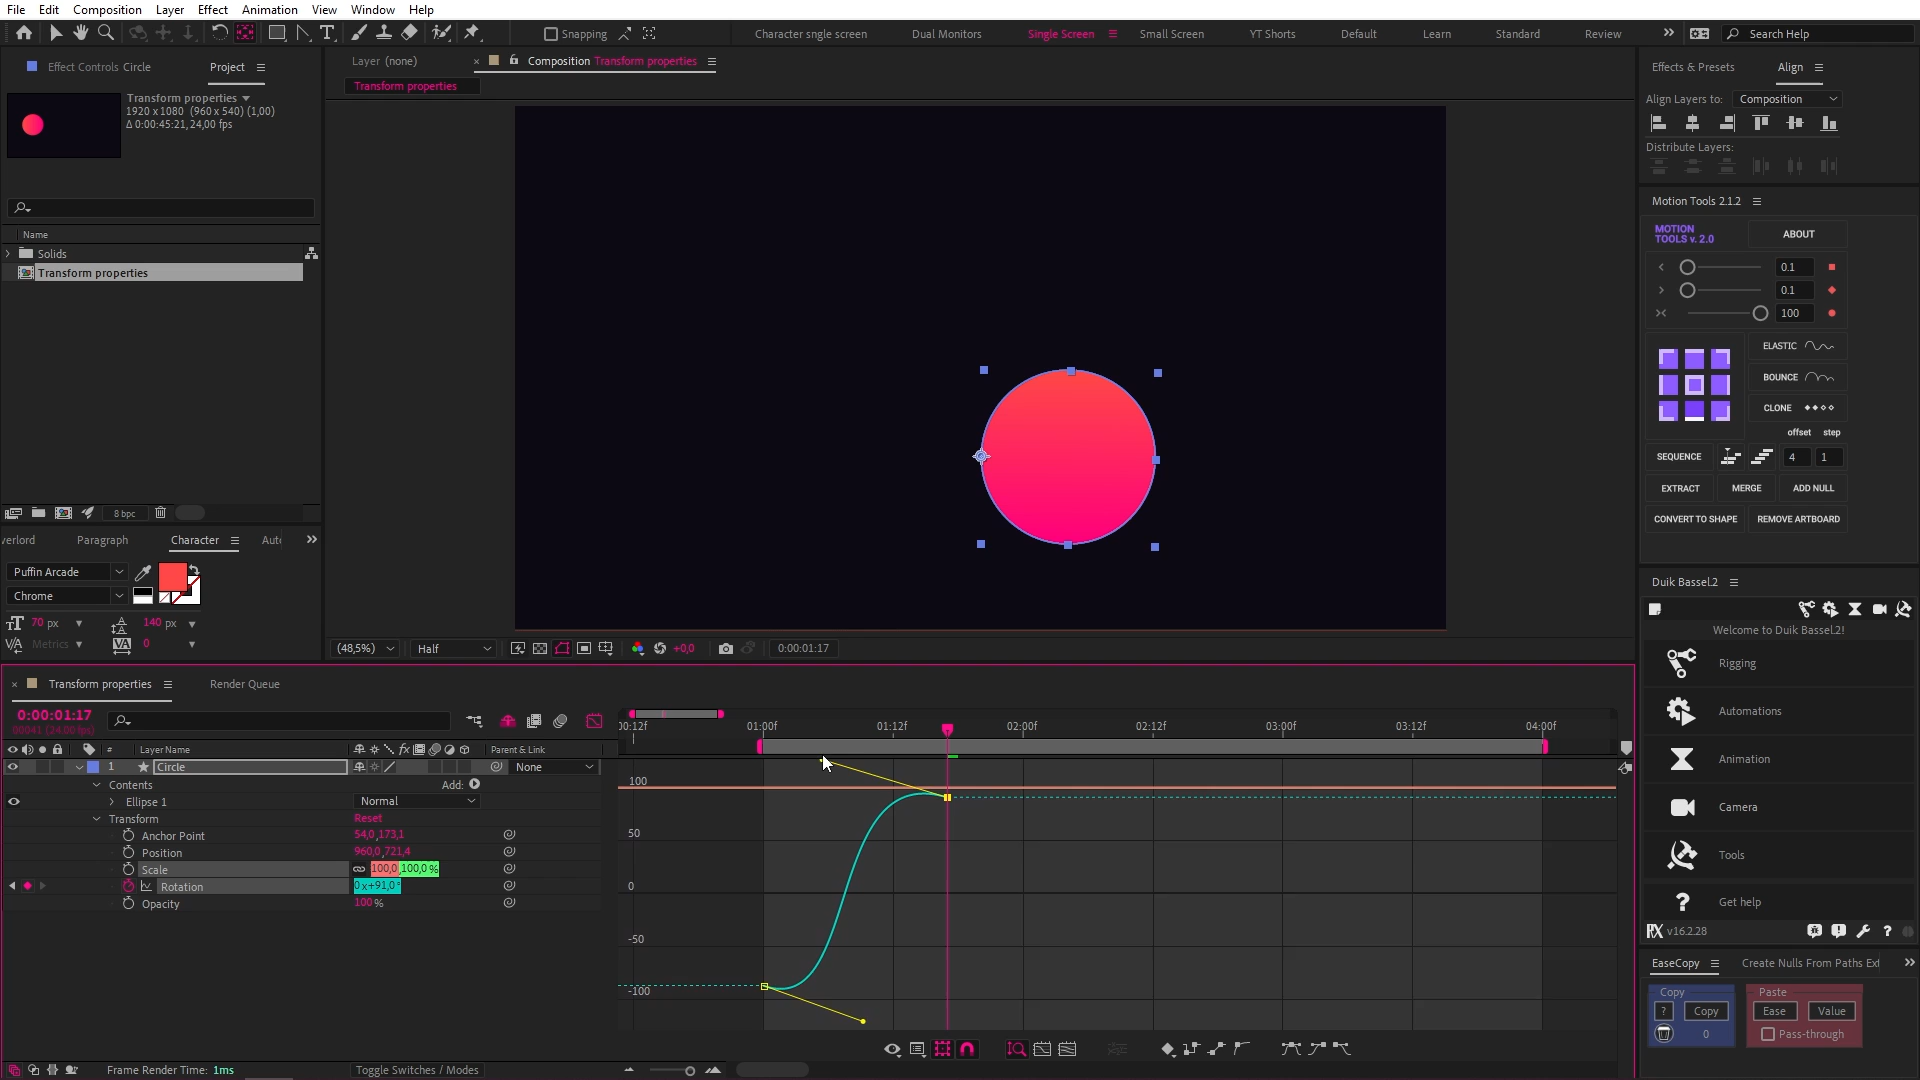 File Edit Composition Layer Effect Animation View Window Help
Snapping
Character sngle screen Dual Monitors Single Screen Small Screen YT Shorts Default Learn Standard Review Search Help
Effect Controls Circle Project
Layer (none) Composition Transform properties
Transform properties
Effects & Presets Align
Transform properties
1920 x 1080 (960 x 540) (1,00)
Δ 0:00:45:21, 24,00 fps
Align Layers to: Composition
Distribute Layers:
Name
Solids
Transform properties
Motion Tools 2.1.2
MOTION
TOOLS v. 2.0
ABOUT
0.1
0.1
100
ELASTIC
BOUNCE
CLONE
offset step
SEQUENCE 4 1
EXTRACT MERGE ADD NULL
CONVERT TO SHAPE REMOVE ARTBOARD
8 bpc
verlord Paragraph Character Aut
Puffin Arcade
Chrome
70 px 140 px
Metrics 0
(48,5%) Half +0,0 0:00:01:17
Duik Bassel.2
Welcome to Duik Bassel.2!
Rigging
Automations
Animation
Camera
Tools
Get help
v16.2.28
Transform properties Render Queue
0:00:01:17
00041 (24.00 fps)
# Layer Name Parent & Link
1 Circle None
Contents Add:
Ellipse 1 Normal
Transform Reset
Anchor Point 54,0,173,1
Position 960,0,721,4
Scale 100,0,100,0%
Rotation 0x+91,0°
Opacity 100%
00:12f 01:00f 01:12f 02:00f 02:12f 03:00f 03:12f 04:00f
100
50
0
-50
-100
EaseCopy Create Nulls From Paths Ext
Copy Paste
? Copy Ease Value
0 Pass-through
Frame Render Time: 1ms Toggle Switches / Modes